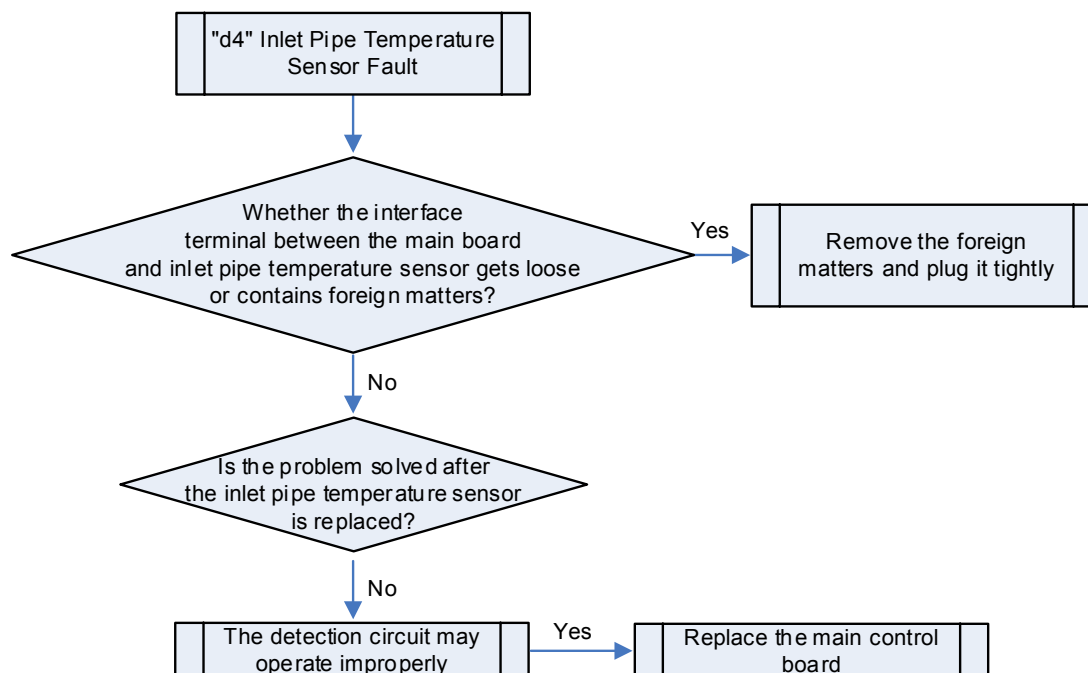 "d4" Inlet Pipe Temperature
Sensor Fault
Whether the interface
terminal between the main board
and inlet pipe temperature sensor gets loose
or contains foreign matters?
Yes
Remove the foreign
matters and plug it tightly
No
Is the problem solved after
the inlet pipe temperature sensor
is replaced?
No
The detection circuit may
operate improperly
Yes
Replace the main control
board